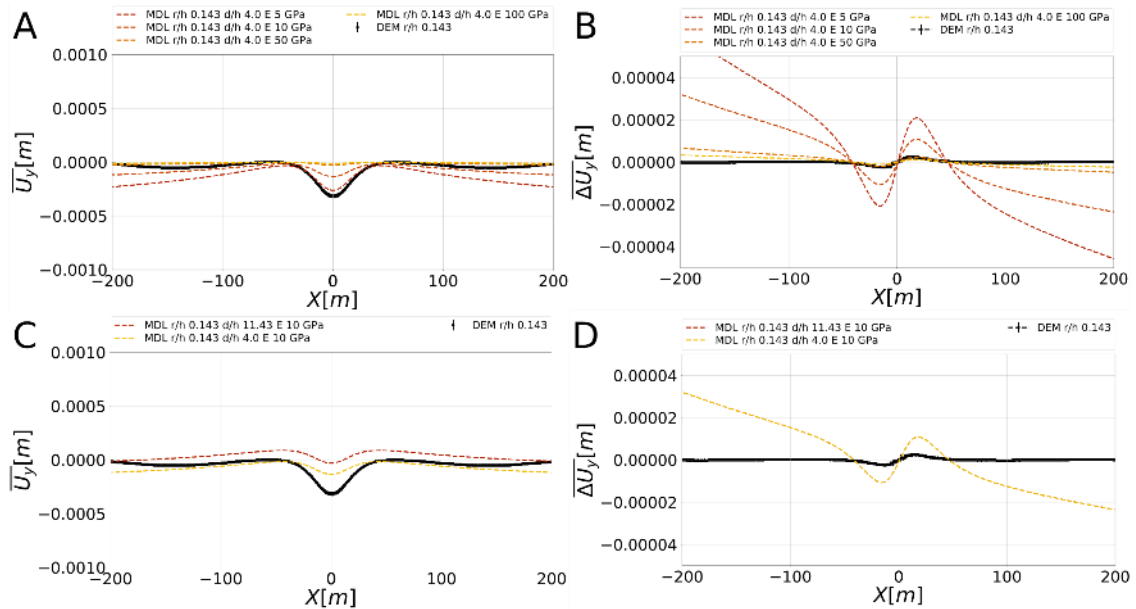 A
MDL r/h 0.143 d/h 4.0 E 5 GPa
MDL r/h 0.143 d/h 4.0 E 10 GPa
MDL r/h 0.143 d/h 4.0 E 50 GPa
MDL r/h 0.143 d/h 4.0 E 100 GPa
DEM r/h 0.143
0.0010
0.0005
0.0000
−0.0005
−0.0010
U_y[m]
−200
−100
0
100
200
X[m]
B
MDL r/h 0.143 d/h 4.0 E 5 GPa
MDL r/h 0.143 d/h 4.0 E 10 GPa
MDL r/h 0.143 d/h 4.0 E 50 GPa
MDL r/h 0.143 d/h 4.0 E 100 GPa
DEM r/h 0.143
0.00004
0.00002
0.00000
−0.00002
−0.00004
ΔU_y[m]
−200
−100
0
100
200
X[m]
C
MDL r/h 0.143 d/h 11.43 E 10 GPa
MDL r/h 0.143 d/h 4.0 E 10 GPa
DEM r/h 0.143
0.0010
0.0005
0.0000
−0.0005
−0.0010
U_y[m]
−200
−100
0
100
200
X[m]
D
MDL r/h 0.143 d/h 11.43 E 10 GPa
MDL r/h 0.143 d/h 4.0 E 10 GPa
DEM r/h 0.143
0.00004
0.00002
0.00000
−0.00002
−0.00004
ΔU_y[m]
−200
−100
0
100
200
X[m]